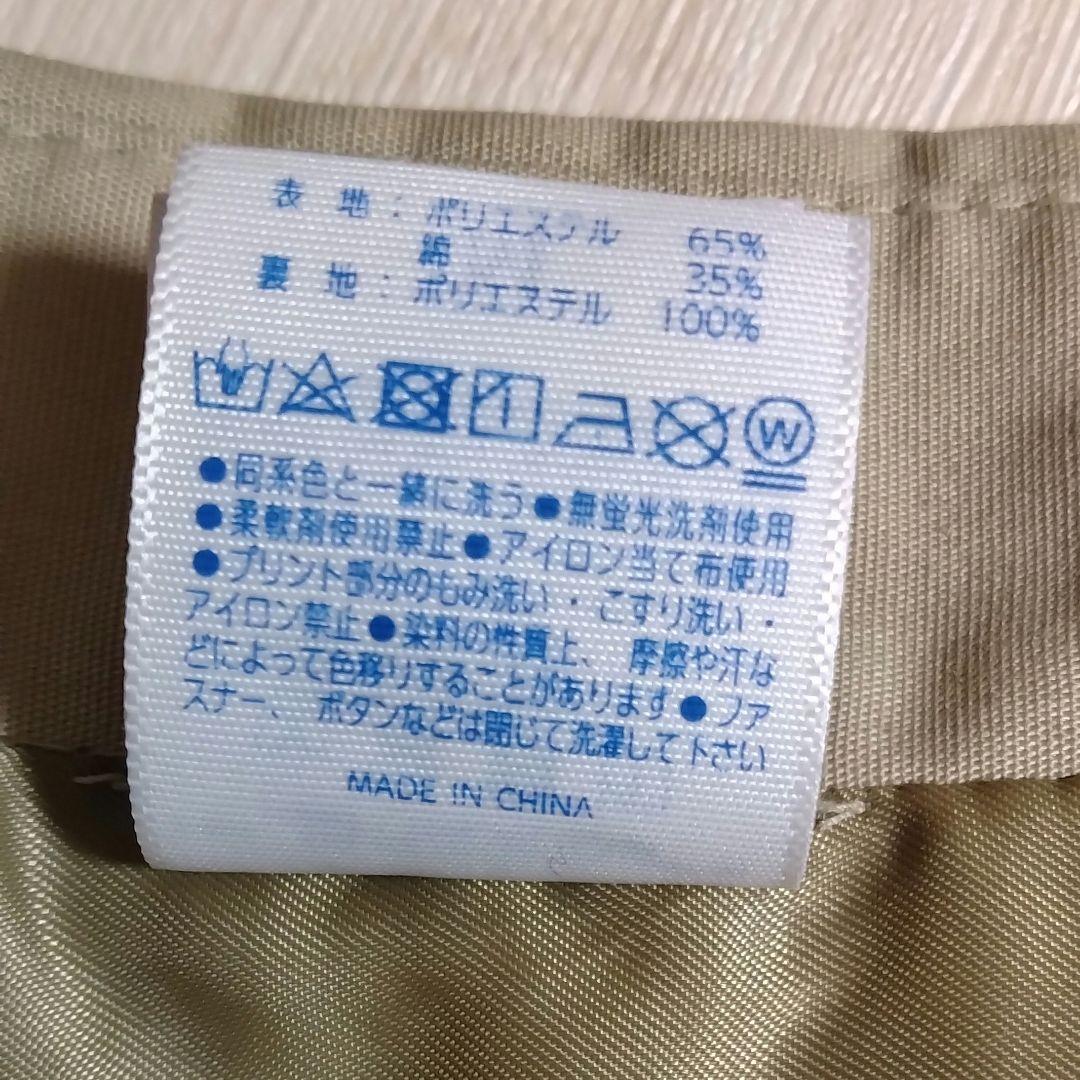 表地：ポリエステル 65%
綿 35%
裏地：ポリエステル 100%
W
●同系色と一緒に洗う●無蛍光洗剤使用
●柔軟剤使用禁止●アイロン当て布使用
●プリント部分のもみ洗い・こすり洗い・
アイロン禁止●染料の性質上、摩擦や汗な
どによって色移りすることがあります●ファ
スナー、ボタンなどは閉じて洗濯して下さい
MADE IN CHINA